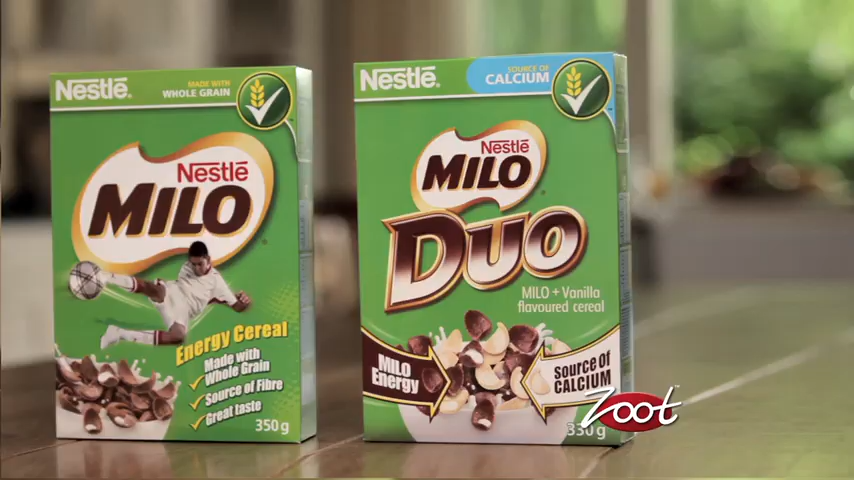 Nestlé®
MADE WITH
WHOLE GRAIN
Nestlé
MILO®
Energy Cereal
Made with
Whole Grain
Source of Fibre
Great taste
350g
Nestlé®
SOURCE OF
CALCIUM
Nestlé
MILO®
DUO
MILO + Vanilla
flavoured cereal
MILO
Energy
Source of
CALCIUM
330g
Zoot™